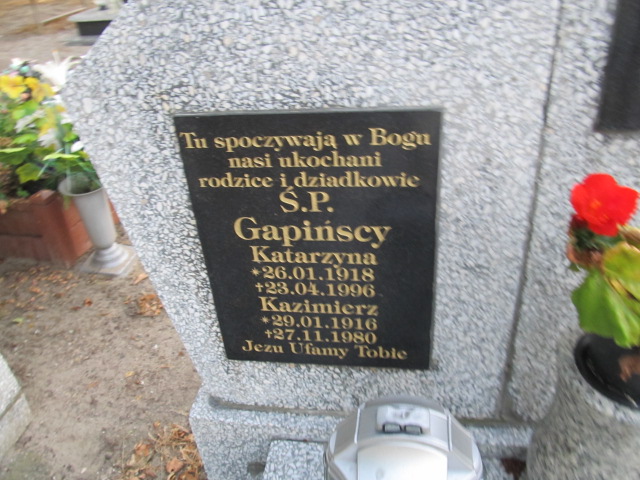 Tu spoczywają w Bogu
nasi ukochani
rodzice i dziadkowie
Ś.P.
Gapińscy
Katarzyna
*26.01.1918
†23.04.1996
Kazimierz
*29.01.1916
†27.11.1980
Jezu Ufamy Tobie